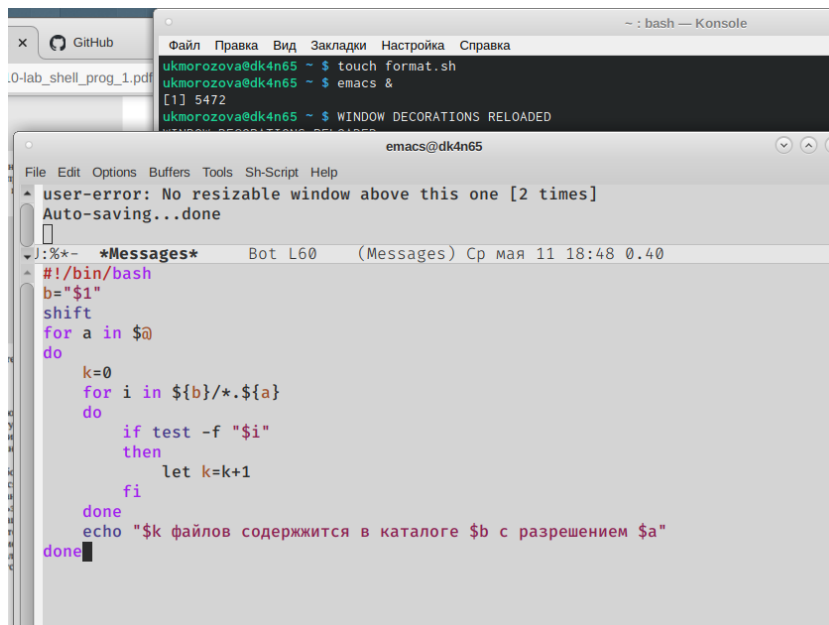 ~ : bash — Konsole
GitHub
Файл Правка Вид Закладки Настройка Справка
0-lab_shell_prog_1.pdf
ukmorozova@dk4n65 ~ $ touch format.sh
ukmorozova@dk4n65 ~ $ emacs &
[1] 5472
ukmorozova@dk4n65 ~ $ WINDOW DECORATIONS RELOADED
WINDOW DECORATIONS RELOADED
emacs@dk4n65
File Edit Options Buffers Tools Sh-Script Help
user-error: No resizable window above this one [2 times]
Auto-saving...done
U:%*- *Messages* Bot L60 (Messages) Ср мая 11 18:48 0.40
#!/bin/bash
b="$1"
shift
for a in $@
do
k=0
for i in ${b}/*.${a}
do
if test -f "$i"
then
let k=k+1
fi
done
echo "$k файлов содержжится в каталоге $b с разрешением $a"
done